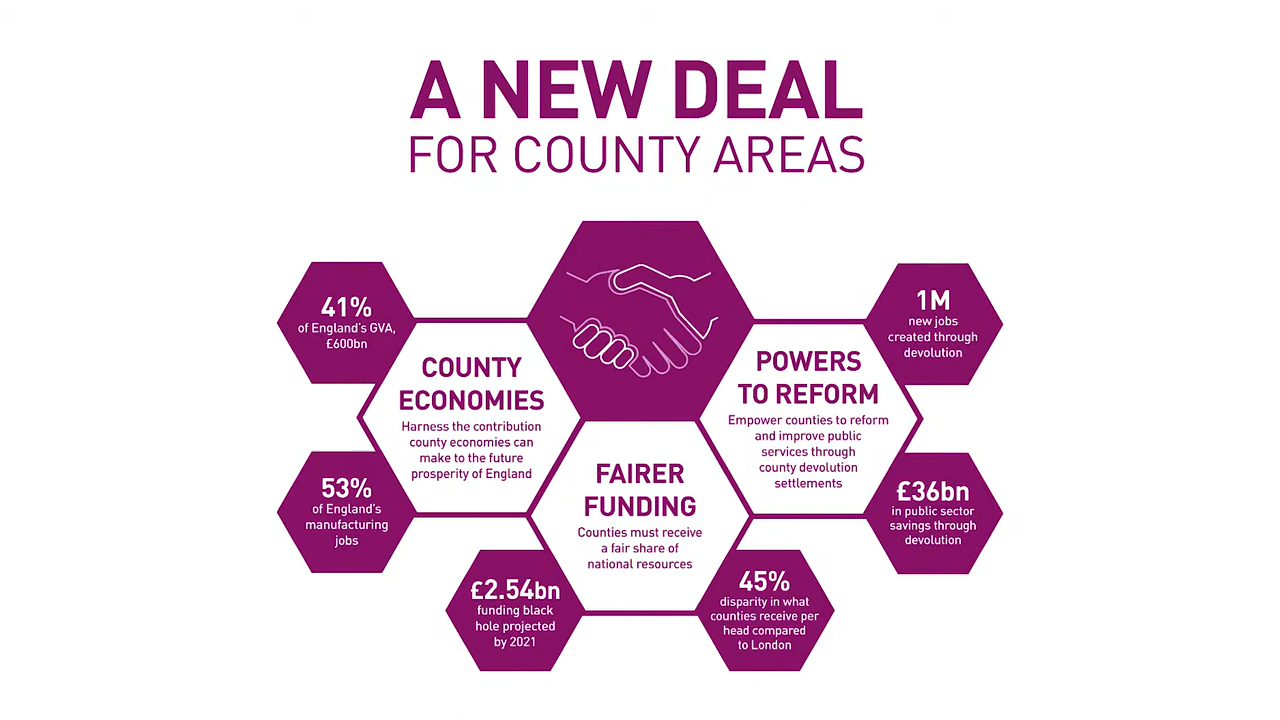 A NEW DEAL
FOR COUNTY AREAS
41%
of England's GVA,
£600bn
COUNTY
ECONOMIES
Harness the contribution
county economies can
make to the future
prosperity of England
53%
of England's
manufacturing
jobs
FAIRER
FUNDING
Counties must receive
a fair share of
national resources
£2.54bn
funding black
hole projected
by 2021
45%
disparity in what
counties receive per
head compared
to London
POWERS
TO REFORM
Empower counties to reform
and improve public
services through
county devolution
settlements
1M
new jobs
created through
devolution
£36bn
in public sector
savings through
devolution